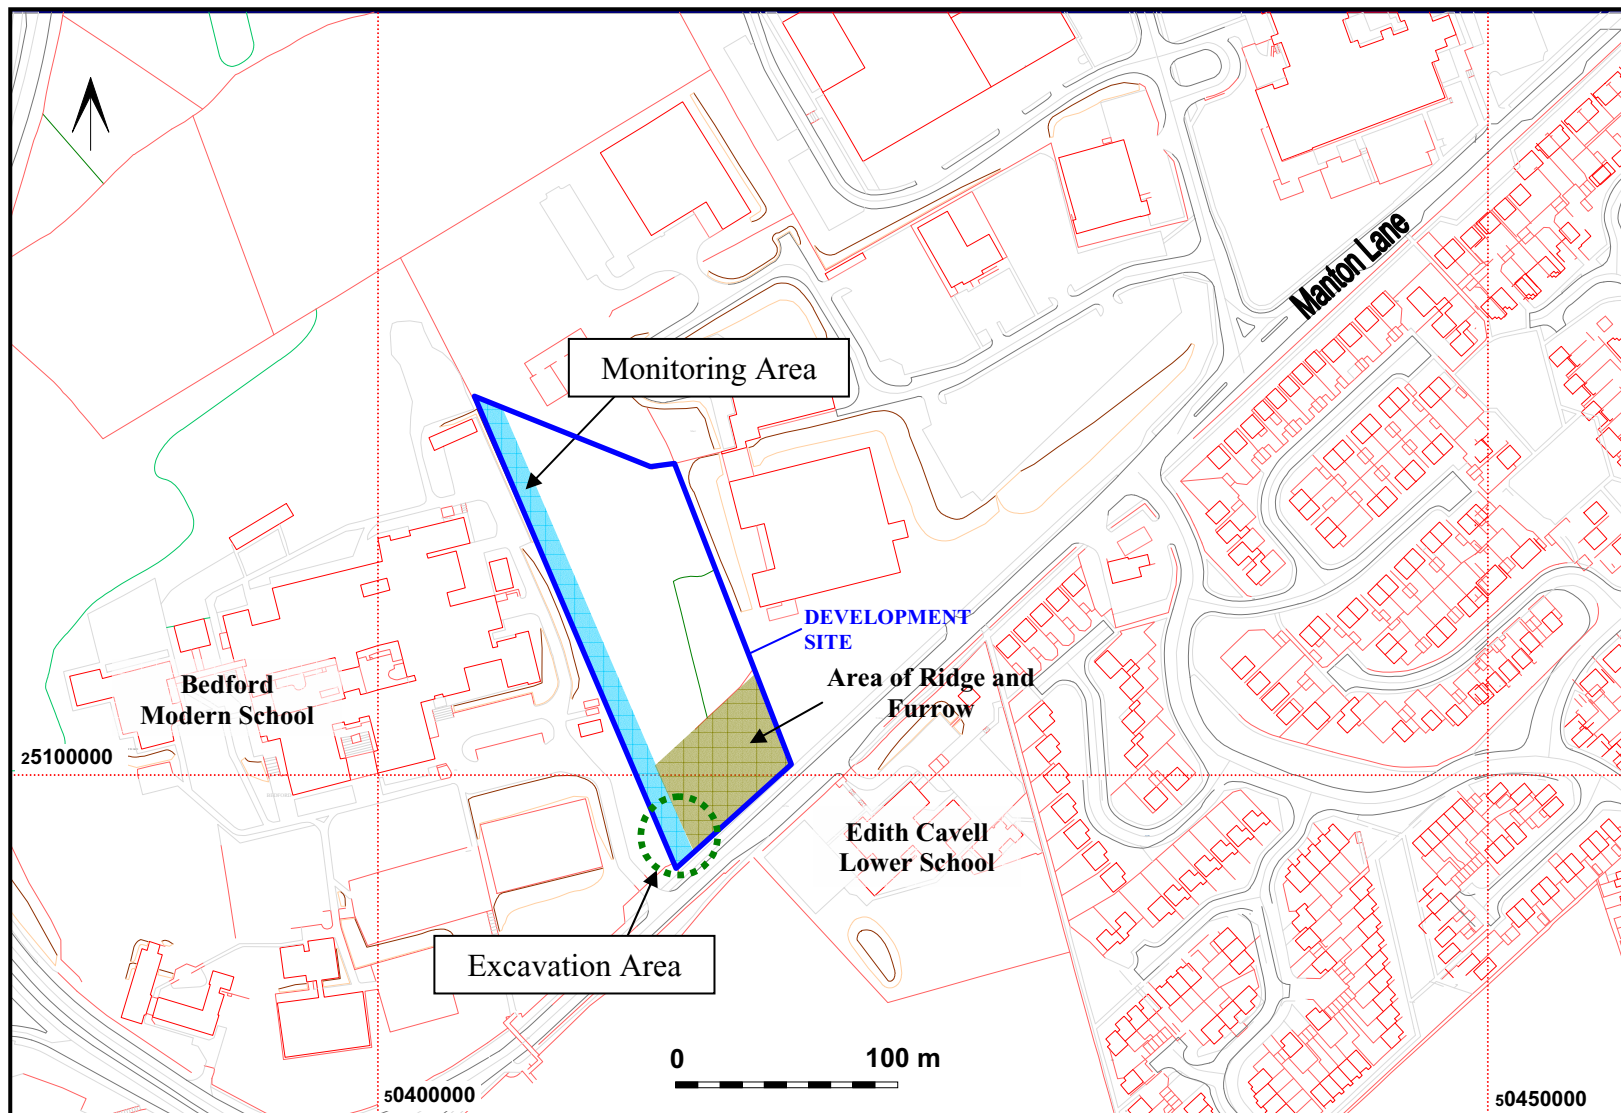 Manton Lane
Monitoring Area
DEVELOPMENT
SITE
Area of Ridge and
Furrow
Bedford
Modern School
25100000
Edith Cavell
Lower School
Excavation Area
0 100 m
50400000
50450000